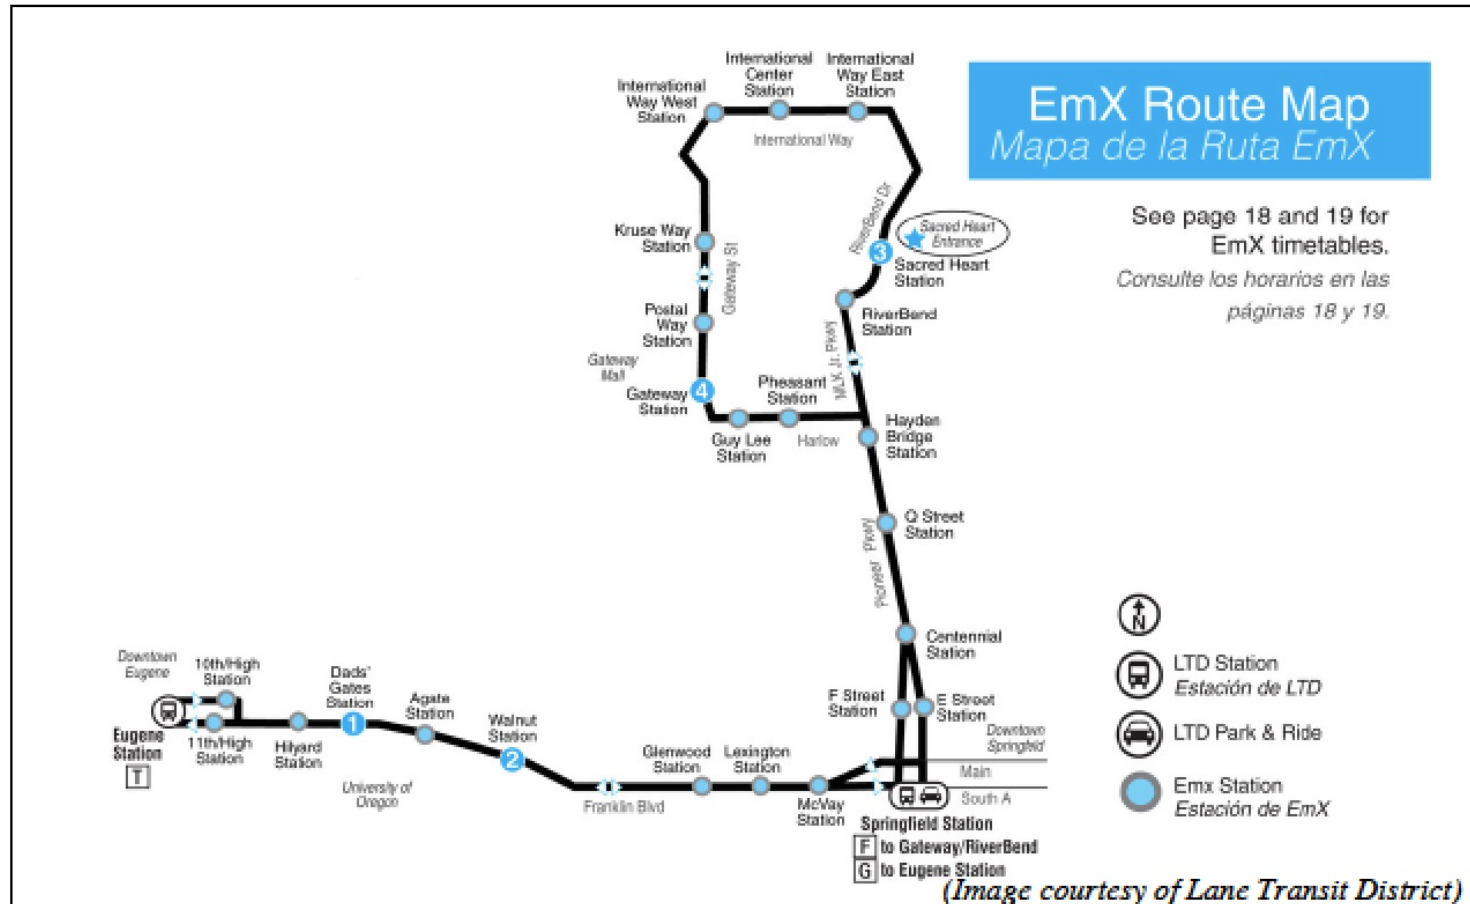 EmX Route Map
Mapa de la Ruta EmX
See page 18 and 19 for
EmX timetables.
Consulte los horarios en las
páginas 18 y 19.
International
Way West
Station
International
Center
Station
International
Way East
Station
International Way
RiverBend Dr
Sacred Heart
Entrance
3
Sacred Heart
Station
RiverBend
Station
Kruse Way
Station
Gateway St
Postal
Way
Station
Gateway
Mall
4
Gateway
Station
Guy Lee
Station
Pheasant
Station
Harlow
MLK Jr. Pkwy
Hayden
Bridge
Station
Q Street
Station
Pioneer Pkwy
Centennial
Station
F Street
Station
E Street
Station
Downtown
Springfield
Main
South A
Downtown
Eugene
10th/High
Station
Eugene
Station
T
11th/High
Station
Hilyard
Station
Dads'
Gates
Station
1
Agate
Station
University of
Oregon
Walnut
Station
2
Franklin Blvd
Glenwood
Station
Lexington
Station
McVay
Station
Springfield Station
F to Gateway/RiverBend
G to Eugene Station
N
LTD Station
Estación de LTD
LTD Park & Ride
Emx Station
Estación de EmX
(Image courtesy of Lane Transit District)